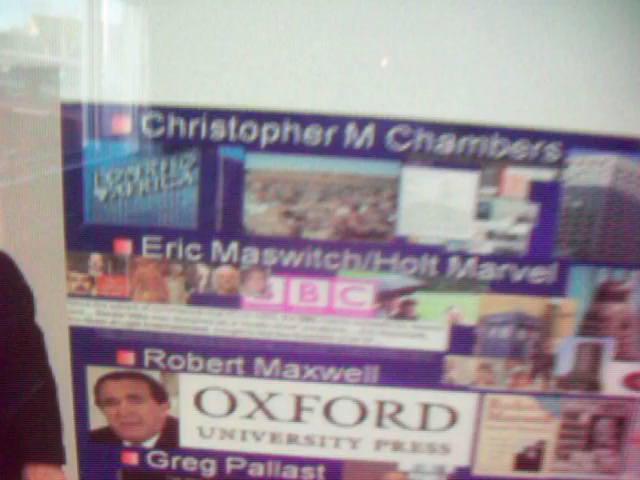 Christopher M Chambers
Eric Maswitch/Holt Marvel
BBC
Robert Maxwell
OXFORD
UNIVERSITY PRESS
Greg Pallast